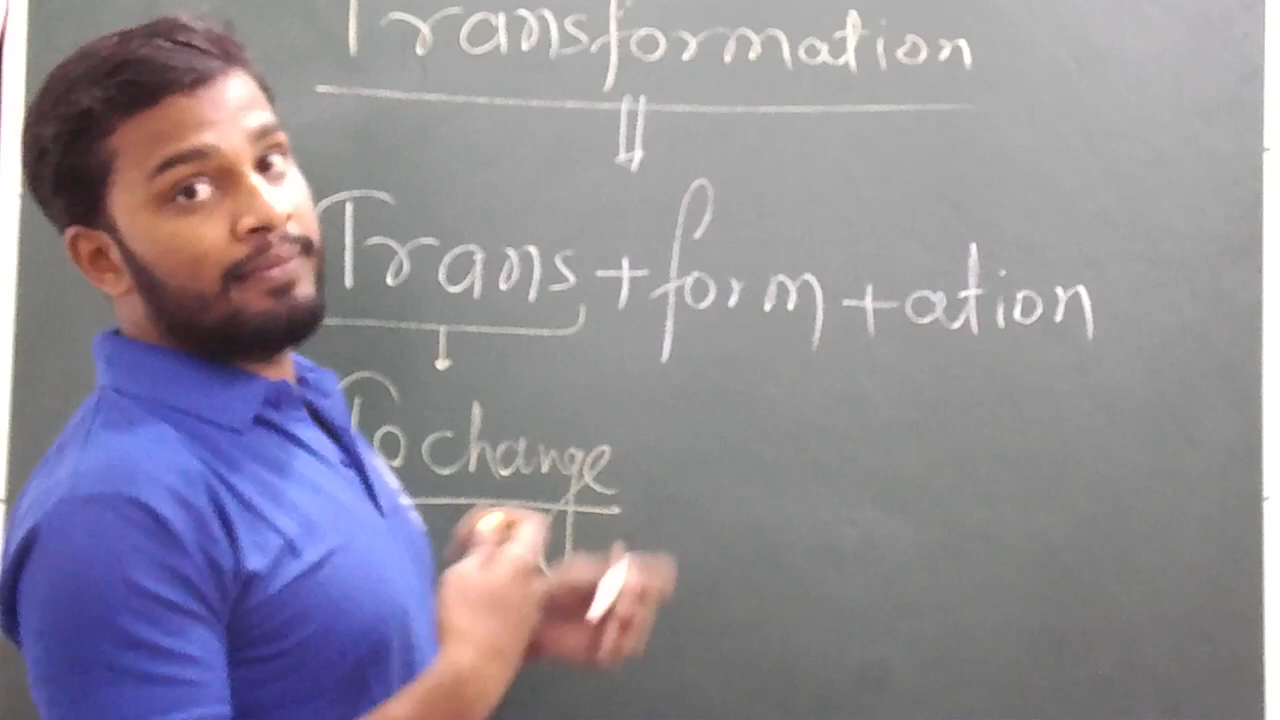 Transformation
Trans + form + ation
To change